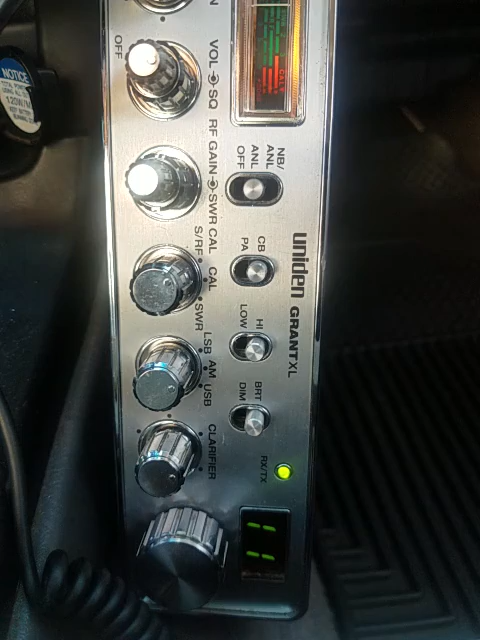 N
VOL SQ
OFF
RF GAIN SWR CAL
S/RF CAL SWR
LSB AM USB
CLARIFIER
NB/
ANL
ANL
OFF
CB
PA
HI
LOW
BRT
DIM
RX/TX
uniden GRANT XL
11
NOTICE